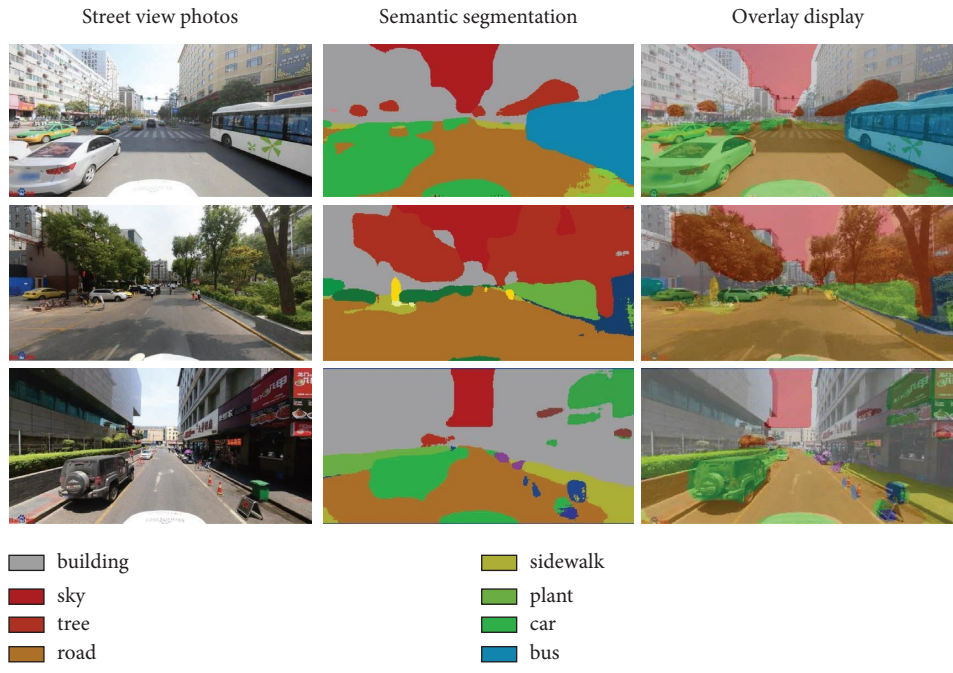 Street view photos
Semantic segmentation
Overlay display
building
sky
tree
road
sidewalk
plant
car
bus